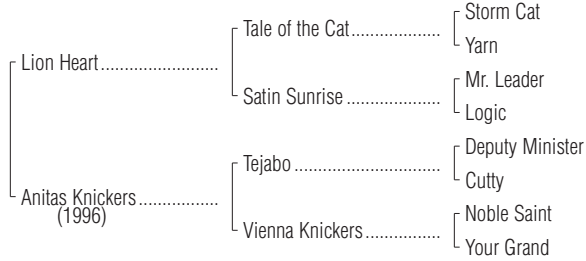 Storm Cat
Tale of the Cat....................
Yarn
Lion Heart..........................
Mr. Leader
Satin Sunrise.....................
Logic
Deputy Minister
Tejabo................................
Cutty
Anitas Knickers..................
(1996)
Noble Saint
Vienna Knickers.................
Your Grand